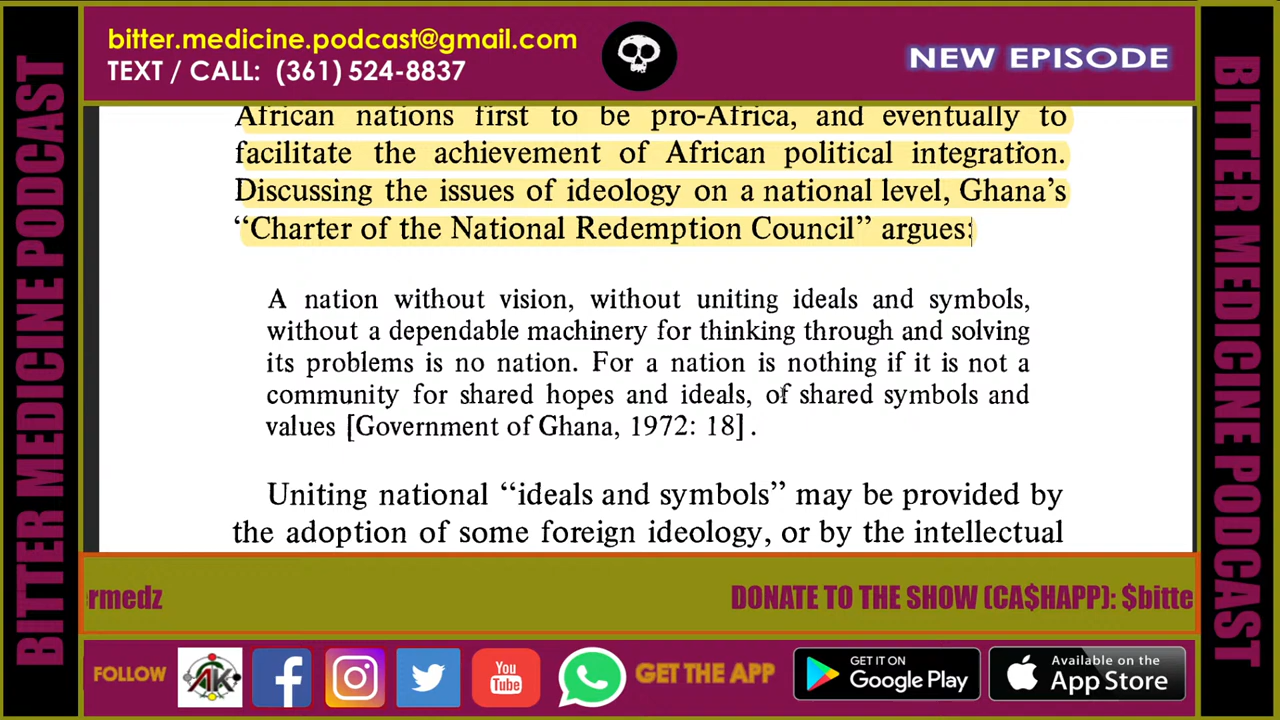 bitter.medicine.podcast@gmail.com
TEXT / CALL: (361) 524-8837
NEW EPISODE
BITTER MEDICINE PODCAST
African nations first to be pro-Africa, and eventually to
facilitate the achievement of African political integration.
Discussing the issues of ideology on a national level, Ghana's
“Charter of the National Redemption Council” argues:
A nation without vision, without uniting ideals and symbols,
without a dependable machinery for thinking through and solving
its problems is no nation. For a nation is nothing if it is not a
community for shared hopes and ideals, of shared symbols and
values [Government of Ghana, 1972: 18].
Uniting national “ideals and symbols” may be provided by
the adoption of some foreign ideology, or by the intellectual
BITTER MEDICINE PODCAST
ermedz
DONATE TO THE SHOW (CA$HAPP): $bitte
FOLLOW
You
Tube
GET THE APP
GET IT ON
Google Play
Available on the
App Store